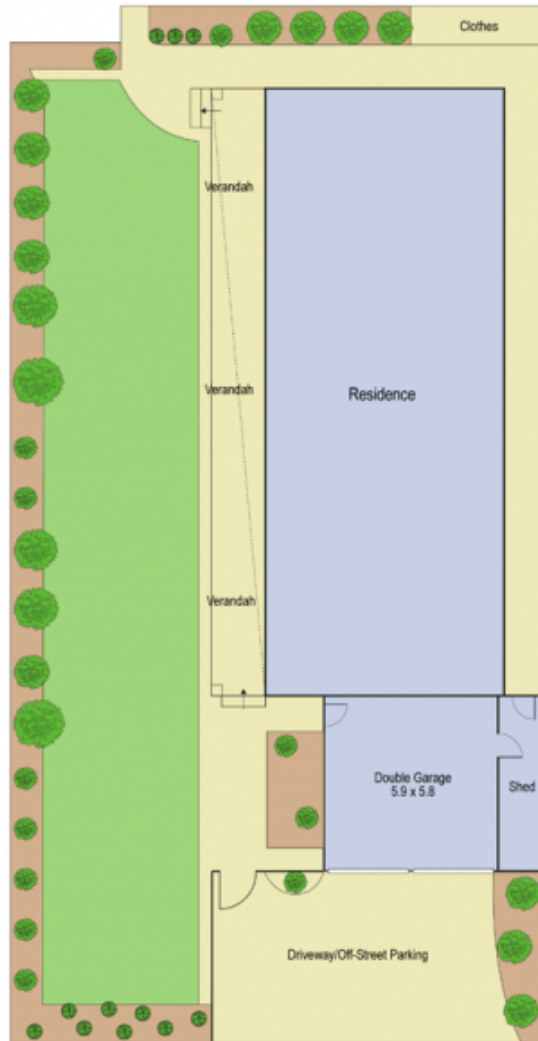 Clothes
Verandah
Verandah
Residence
Verandah
Double Garage
5.9 x 5.8
Shed
Driveway/Off-Street Parking